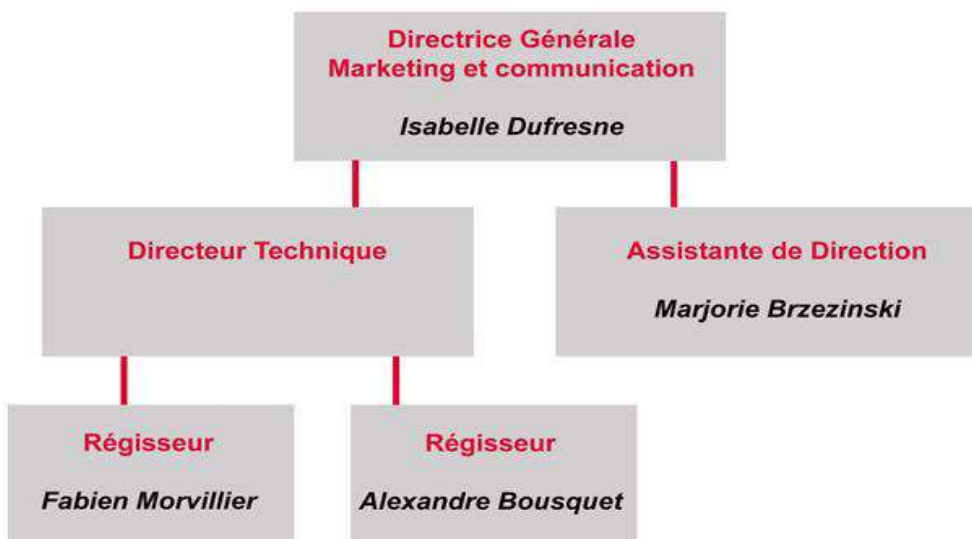 Directrice Générale
Marketing et communication
Isabelle Dufresne
Directeur Technique
Assistante de Direction
Marjorie Brzezinski
Régisseur
Fabien Morvillier
Régisseur
Alexandre Bousquet